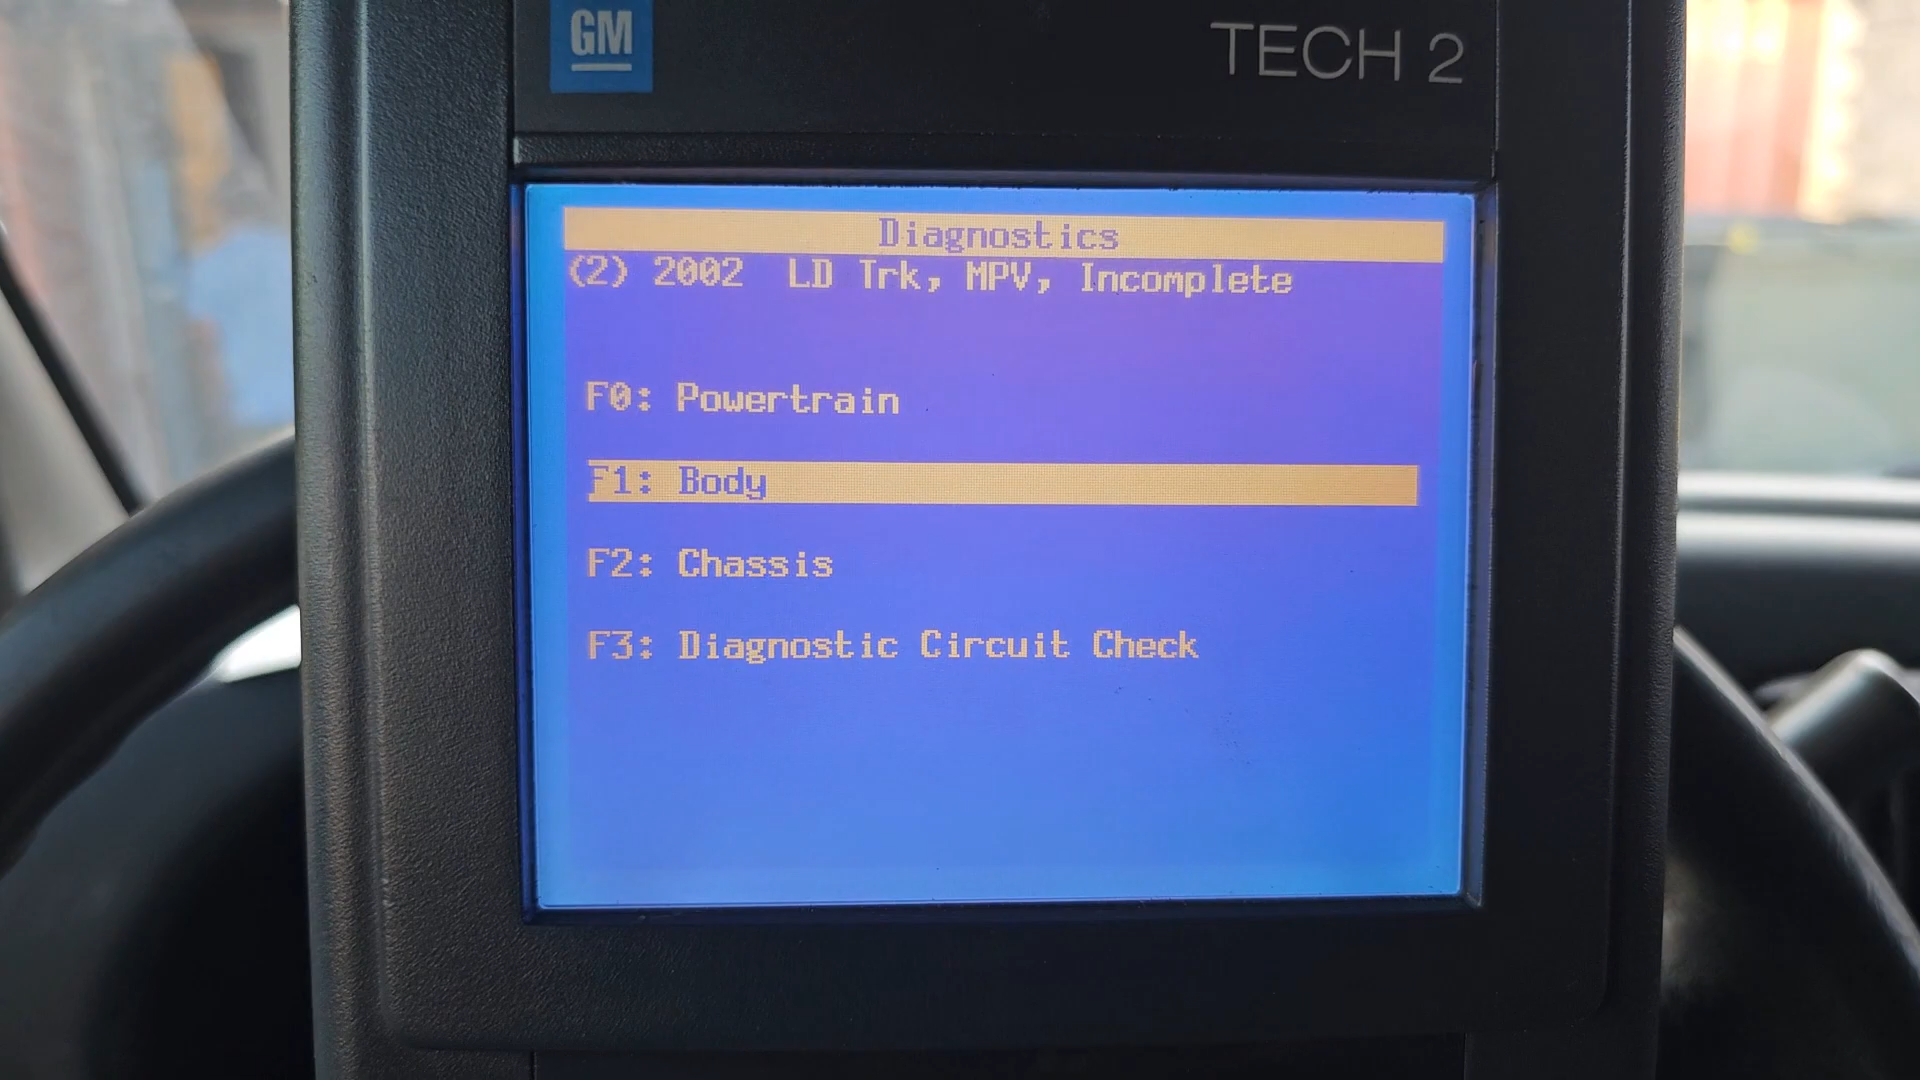 GM
TECH 2
Diagnostics
(2) 2002 LD Trk, MPV, Incomplete
F0: Powertrain
F1: Body
F2: Chassis
F3: Diagnostic Circuit Check